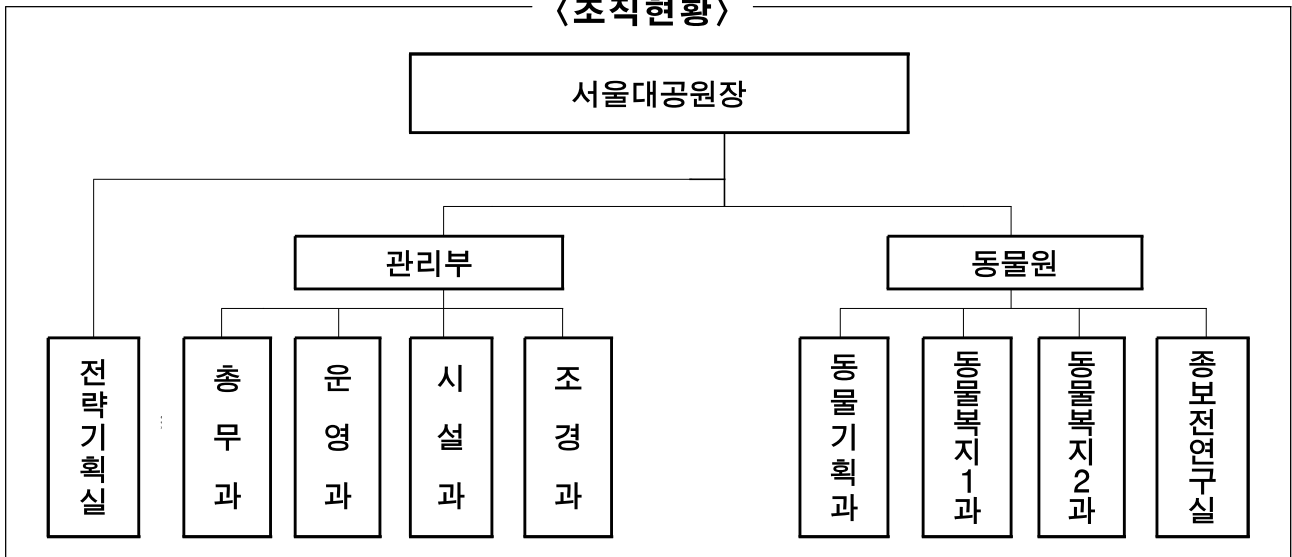 〈조직현황〉
서울대공원장
관리부
동물원
전략기획실
총무과
운영과
시설과
조경과
동물기획과
동물복지1과
동물복지2과
종보전연구실